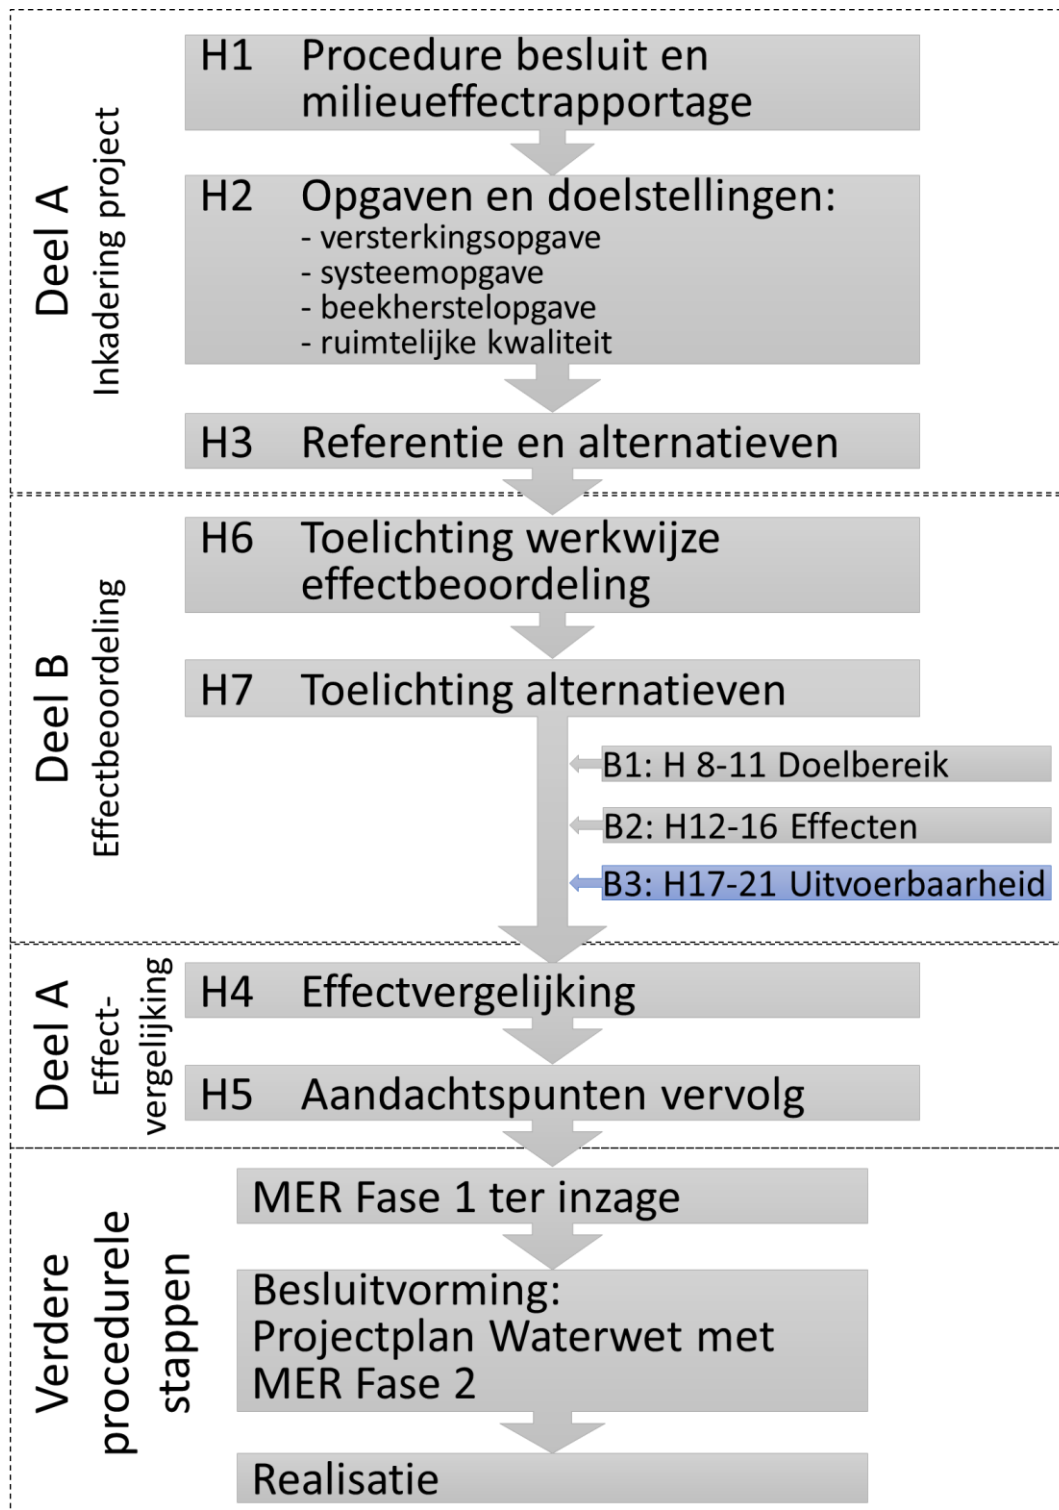 Deel A
Inkadering project
H1 Procedure besluit en
milieueffectrapportage
H2 Opgaven en doelstellingen:
- versterkingsopgave
- systeemopgave
- beekherstelopgave
- ruimtelijke kwaliteit
H3 Referentie en alternatieven
Deel B
Effectbeoordeling
H6 Toelichting werkwijze
effectbeoordeling
H7 Toelichting alternatieven
B1: H 8-11 Doelbereik
B2: H12-16 Effecten
B3: H17-21 Uitvoerbaarheid
Deel A
Effect-
vergelijking
H4 Effectvergelijking
H5 Aandachtspunten vervolg
Verdere
procedurele
stappen
MER Fase 1 ter inzage
Besluitvorming:
Projectplan Waterwet met
MER Fase 2
Realisatie